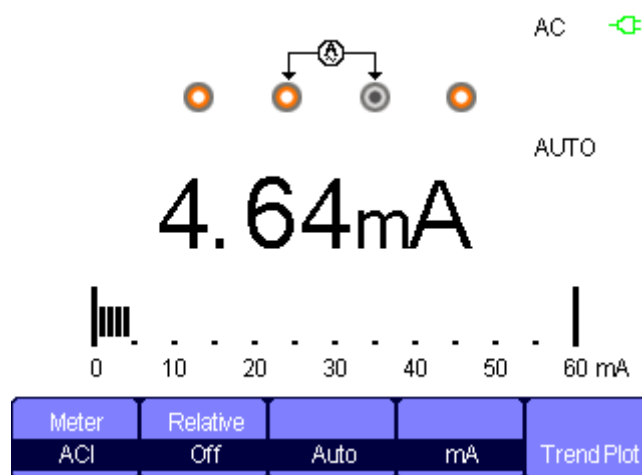 AC
AUTO
4.64mA
0 10 20 30 40 50 60 mA
Meter Relative
ACI Off Auto mA Trend Plot